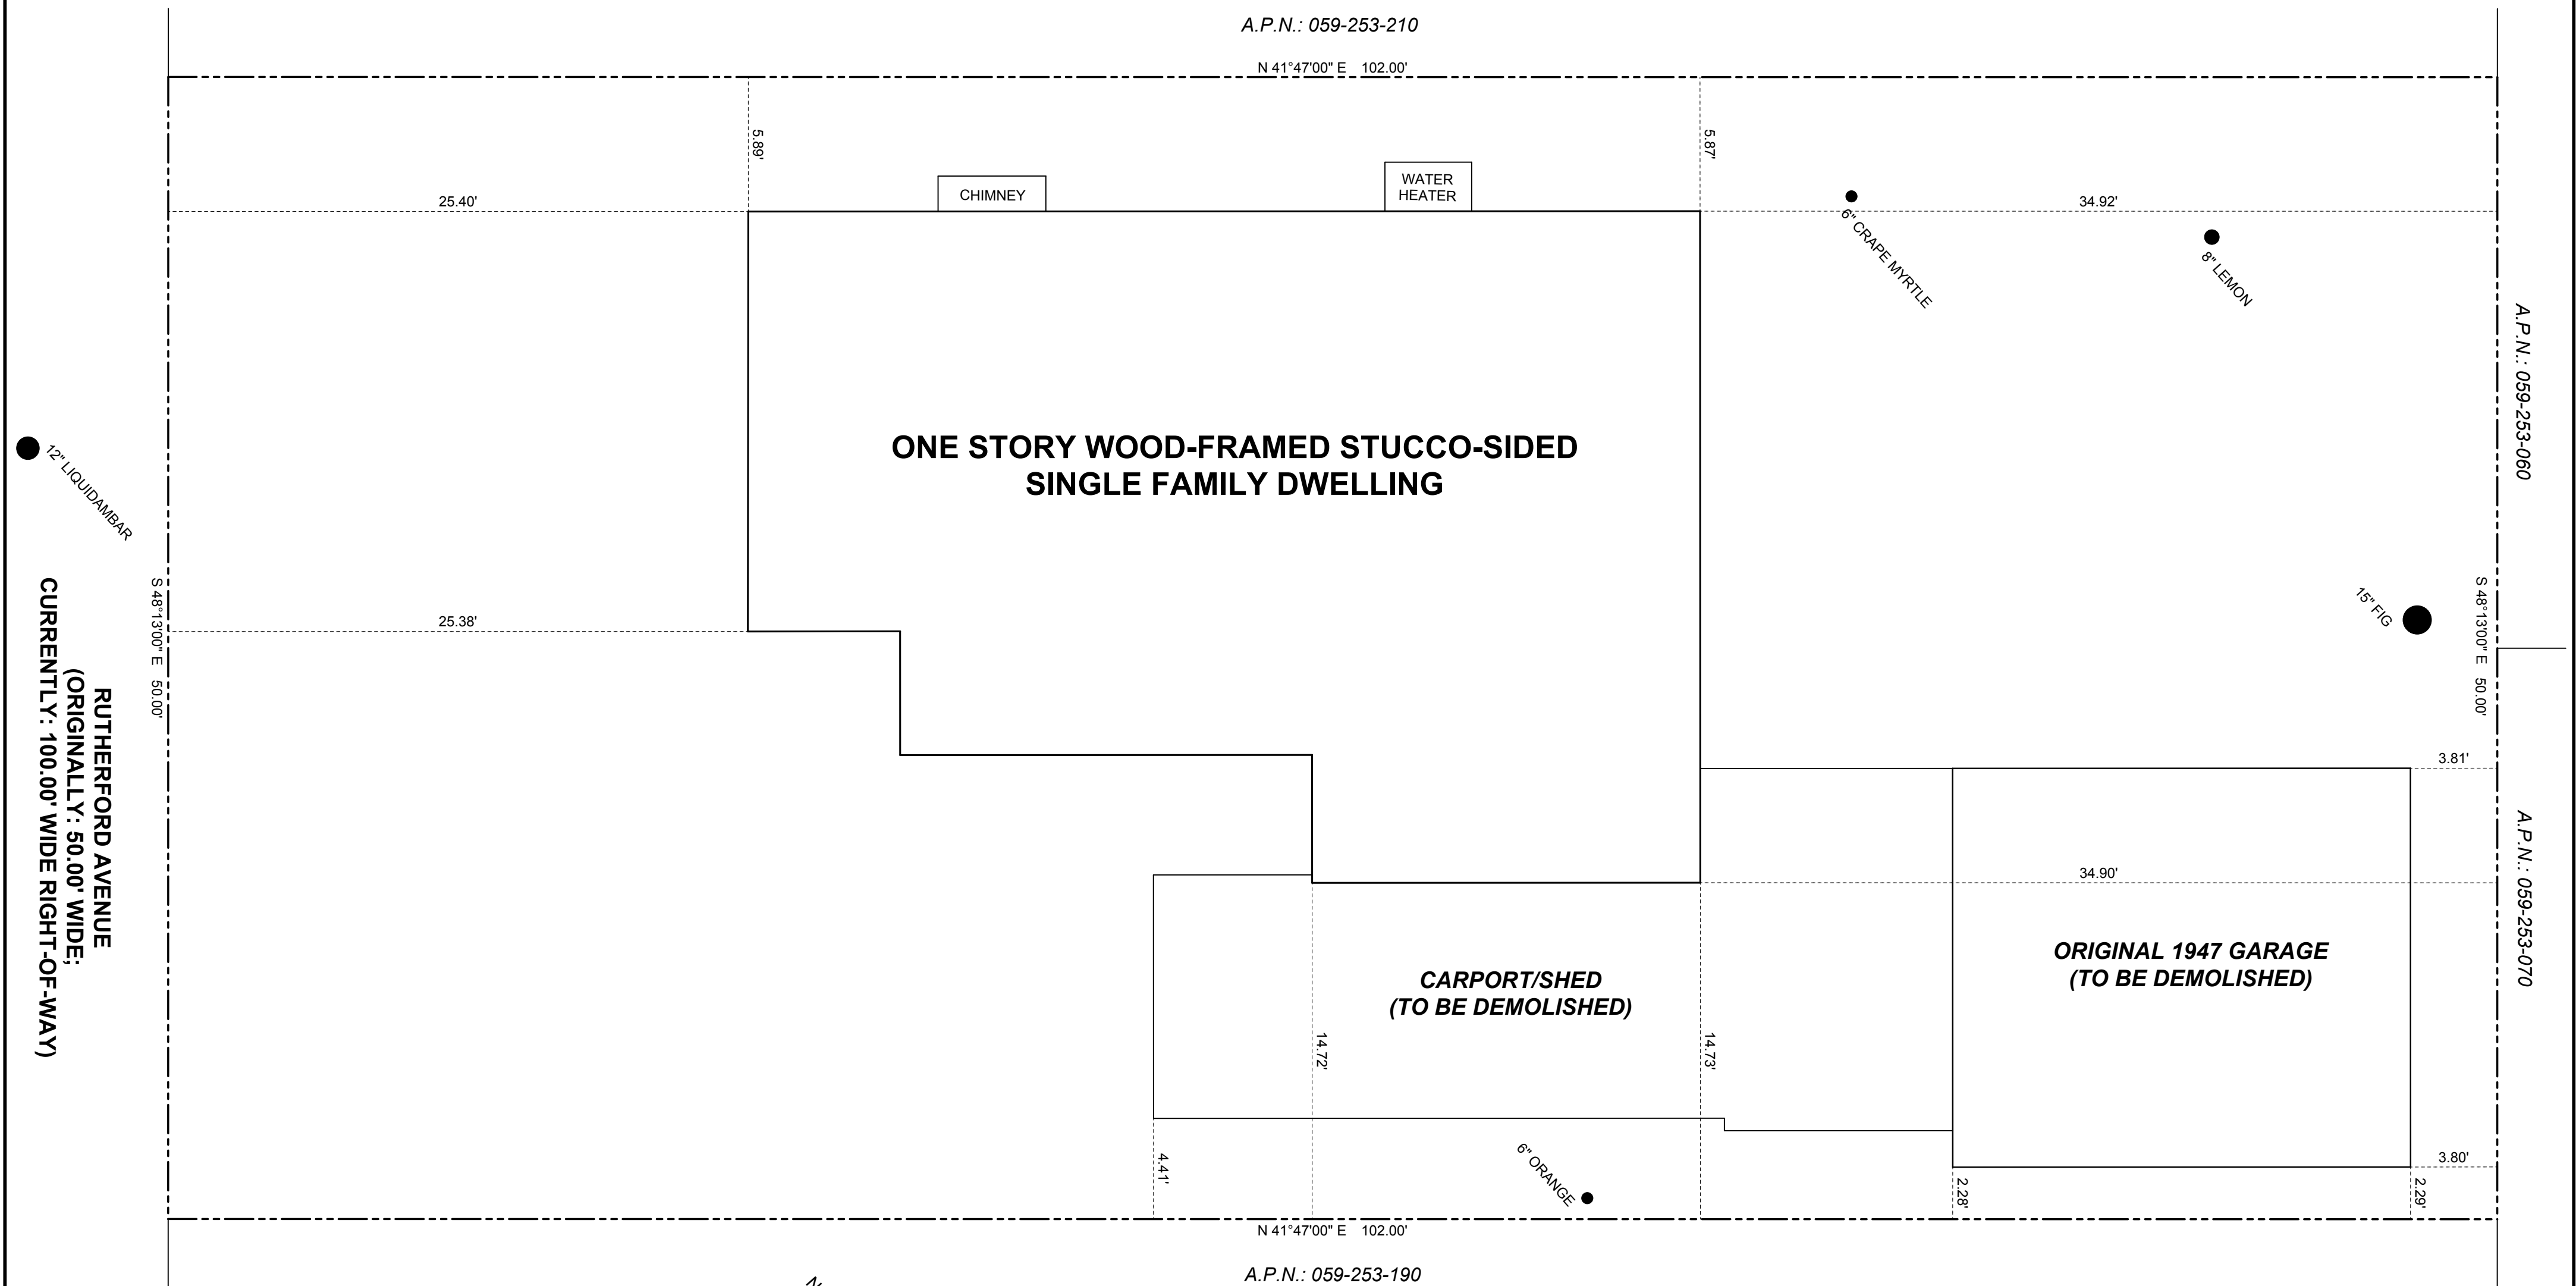 A.P.N.: 059-253-210
N 41°47'00" E 102.00'
5.89'
5.87'
CHIMNEY
WATER
HEATER
25.40'
34.92'
6" CRAPE MYRTLE
8" LEMON
A.P.N.: 059-253-060
ONE STORY WOOD-FRAMED STUCCO-SIDED
SINGLE FAMILY DWELLING
12" LIQUIDAMBAR
15" FIG
S 48°13'00" E 50.00'
S 48°13'00" E 50.00'
25.38'
RUTHERFORD AVENUE
(ORIGINALLY: 50.00' WIDE;
CURRENTLY: 100.00' WIDE RIGHT-OF-WAY)
3.81'
34.90'
A.P.N.: 059-253-070
ORIGINAL 1947 GARAGE
(TO BE DEMOLISHED)
CARPORT/SHED
(TO BE DEMOLISHED)
14.72'
14.73'
4.41'
6" ORANGE
3.80'
2.28'
2.29'
N 41°47'00" E 102.00'
A.P.N.: 059-253-190